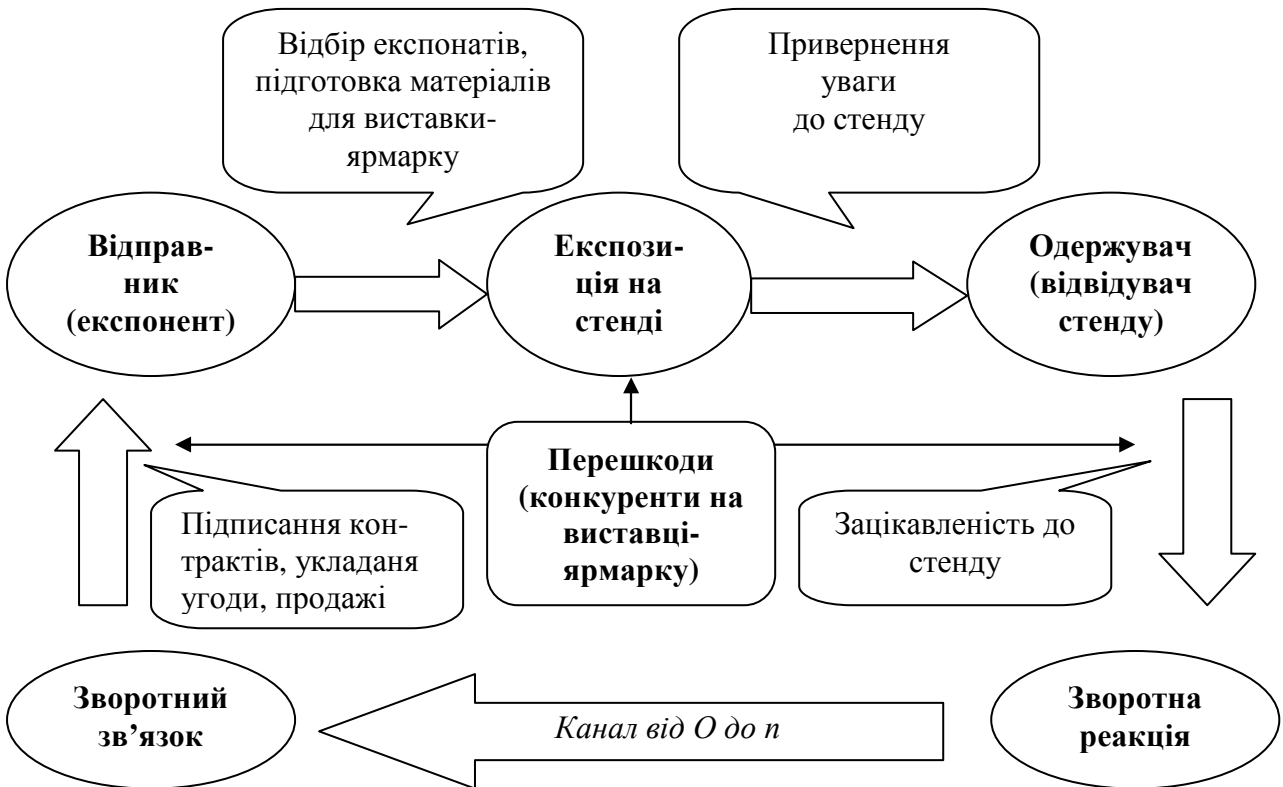 Відбір експонатів,
підготовка матеріалів
для виставки-
ярмарку
Привернення
уваги
до стенду
Відправ-
ник
(експонент)
Експози-
ція на
стенді
Одержувач
(відвідувач
стенду)
Перешкоди
(конкуренти на
виставці-
ярмарку)
Підписання кон-
трактів, укладаня
угоди, продажі
Зацікавленість до
стенду
Зворотний
зв’язок
Канал від О до п
Зворотна
реакція